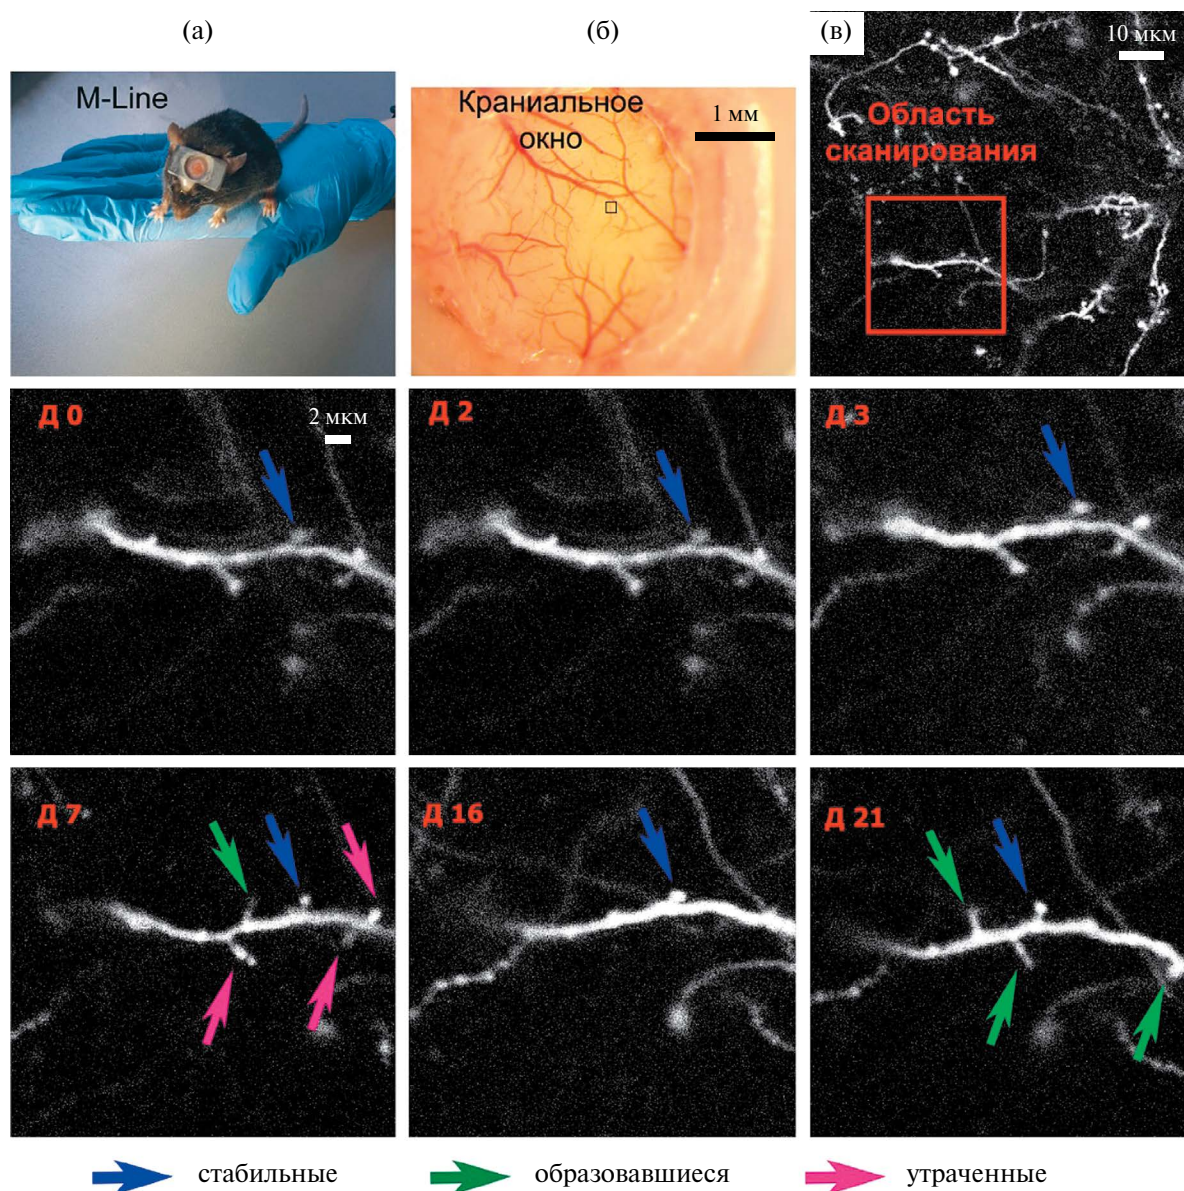 (а)
(б)
(в)
M-Line
Краниальное
окно
1 мм
10 мкм
Область
сканирования
Д 0
2 мкм
Д 2
Д 3
Д 7
Д 16
Д 21
стабильные
образовавшиеся
утраченные